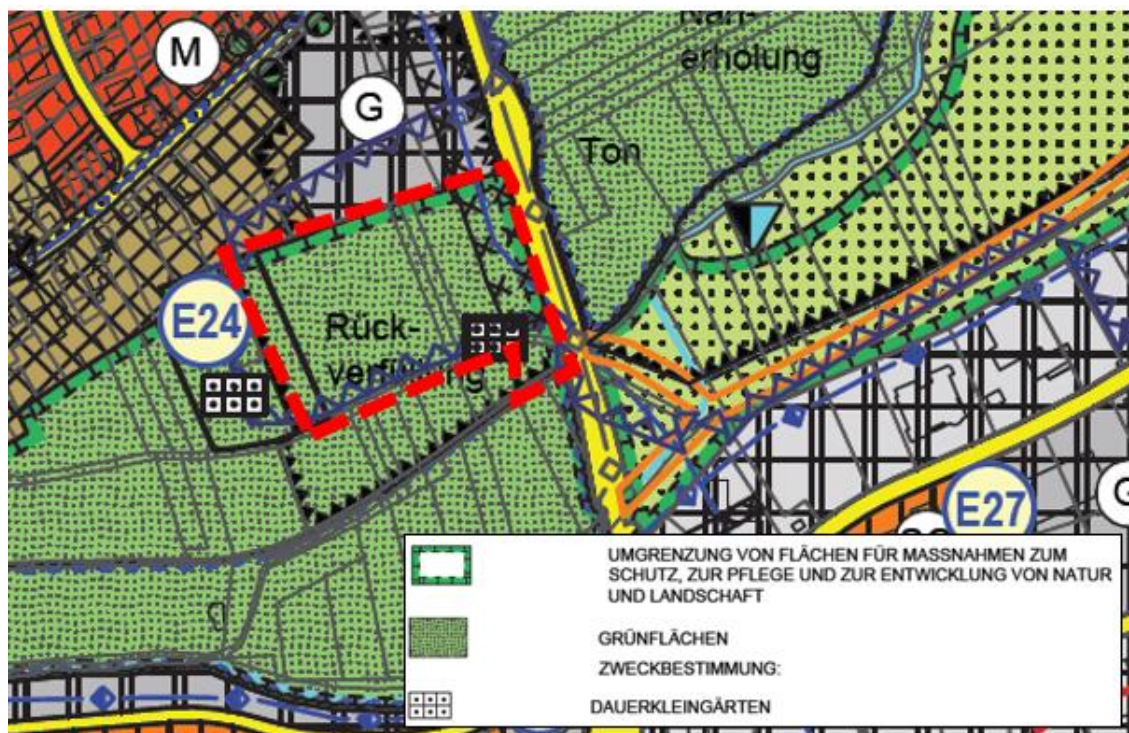 Nah-
erholung
M
G
Ton
E24
Rück-
verfüllung
E27
G
UMGRENZUNG VON FLÄCHEN FÜR MASSNAHMEN ZUM
SCHUTZ, ZUR PFLEGE UND ZUR ENTWICKLUNG VON NATUR
UND LANDSCHAFT
GRÜNFLÄCHEN
ZWECKBESTIMMUNG:
DAUERKLEINGÄRTEN